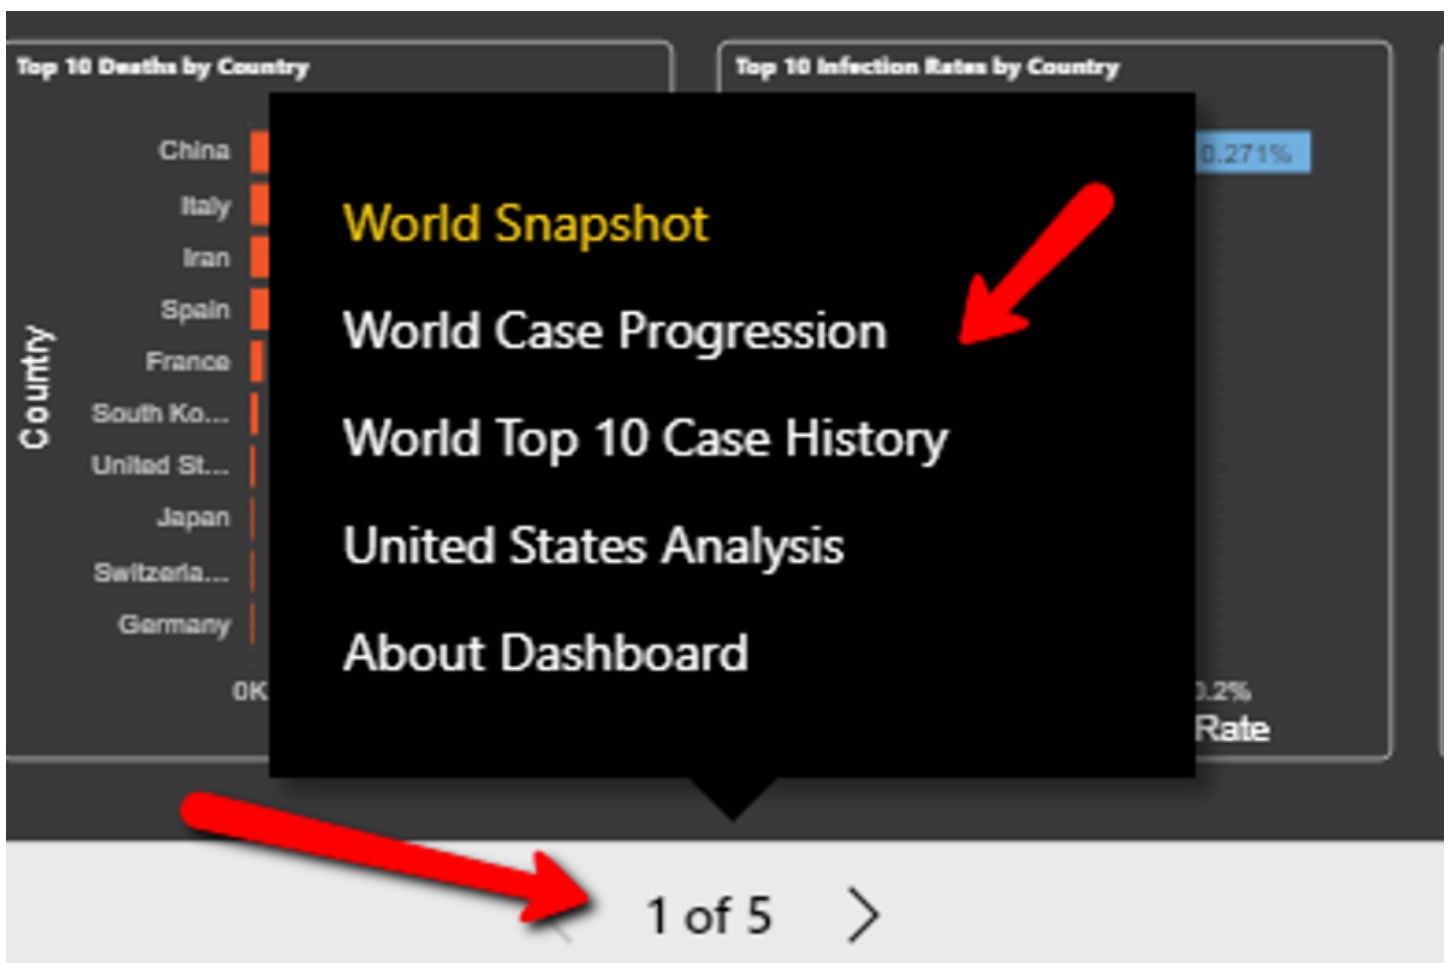 Top 10 Deaths by Country
Top 10 Infection Rates by Country
China
Italy
Iran
Spain
France
South Ko...
United St...
Japan
Switzerla...
Germany
Country
0K
World Snapshot
World Case Progression
World Top 10 Case History
United States Analysis
About Dashboard
0.271%
0.2%
Rate
1 of 5